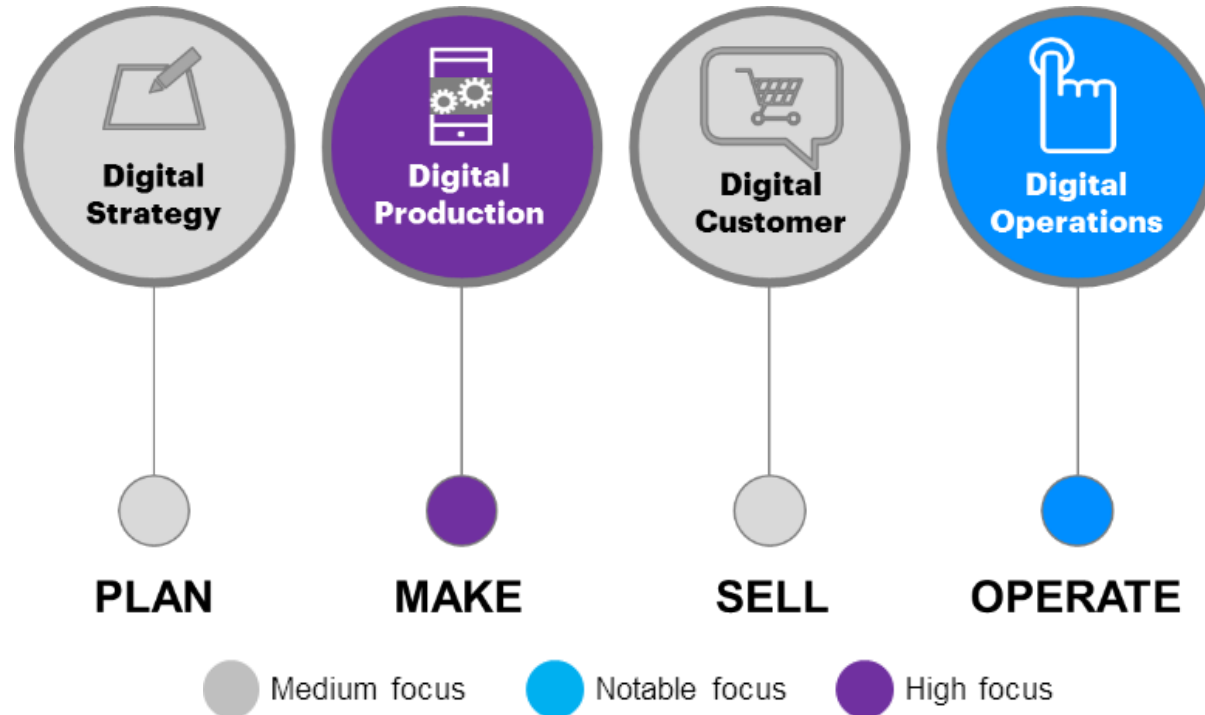 Digital
Strategy
Digital
Production
Digital
Customer
Digital
Operations
PLAN
MAKE
SELL
OPERATE
Medium focus
Notable focus
High focus